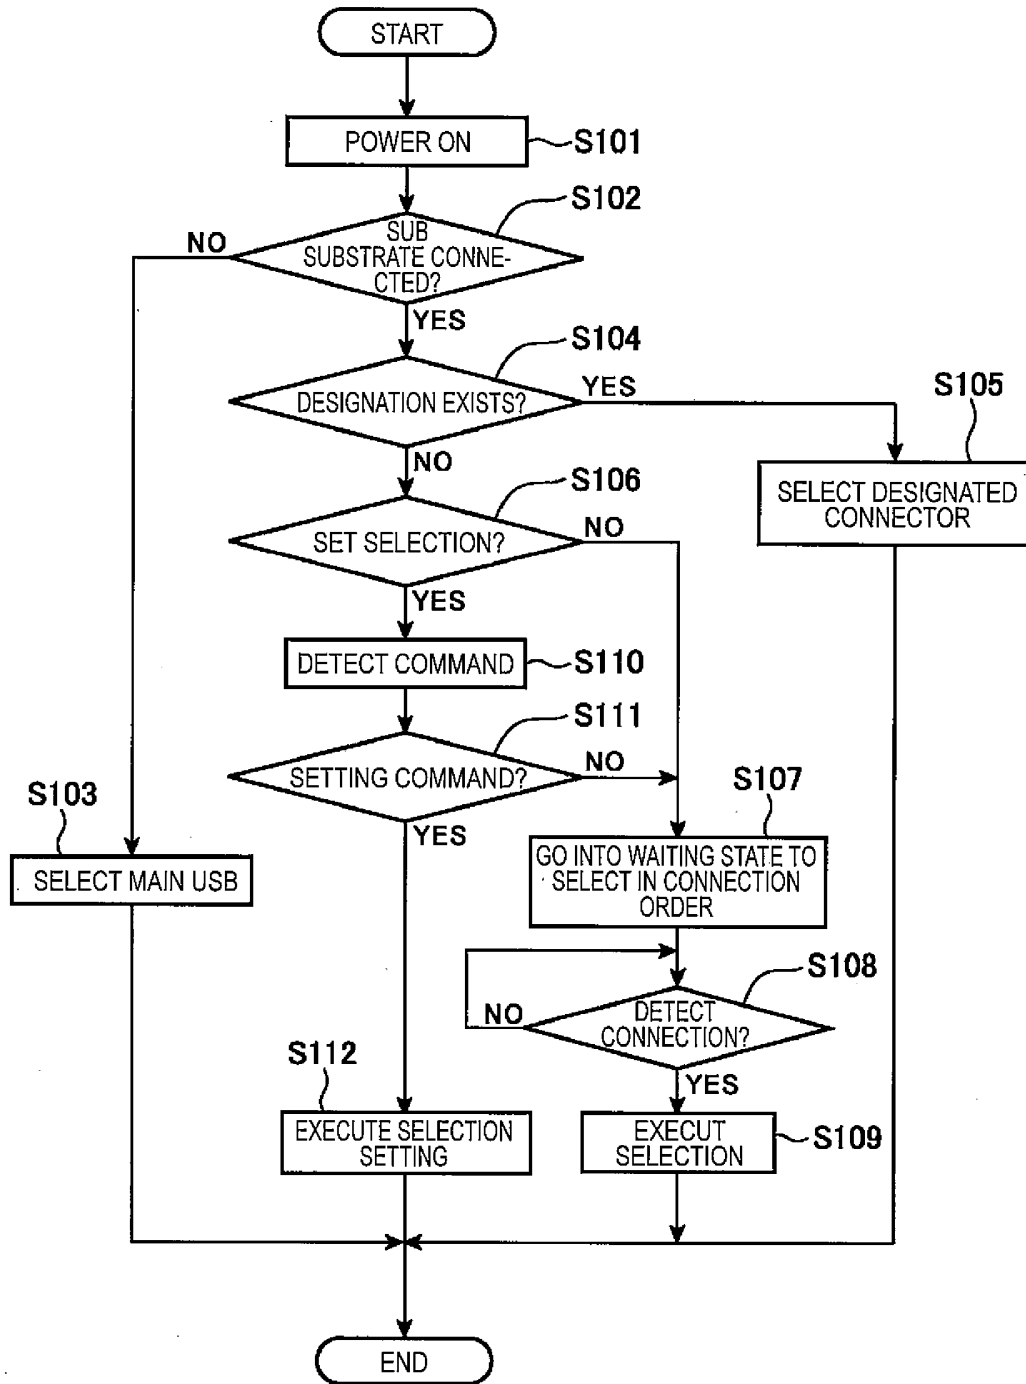 START
POWER ON
S101
S102
SUB
SUBSTRATE CONNE-
CTED?
NO
YES
S104
DESIGNATION EXISTS?
YES
S105
NO
SELECT DESIGNATED
CONNECTOR
S106
SET SELECTION?
NO
YES
DETECT COMMAND
S110
S111
SETTING COMMAND?
NO
YES
S103
SELECT MAIN USB
S107
GO INTO WAITING STATE TO
SELECT IN CONNECTION
ORDER
S108
DETECT
CONNECTION?
NO
YES
S112
EXECUTE SELECTION
SETTING
EXECUT
SELECTION
S109
END